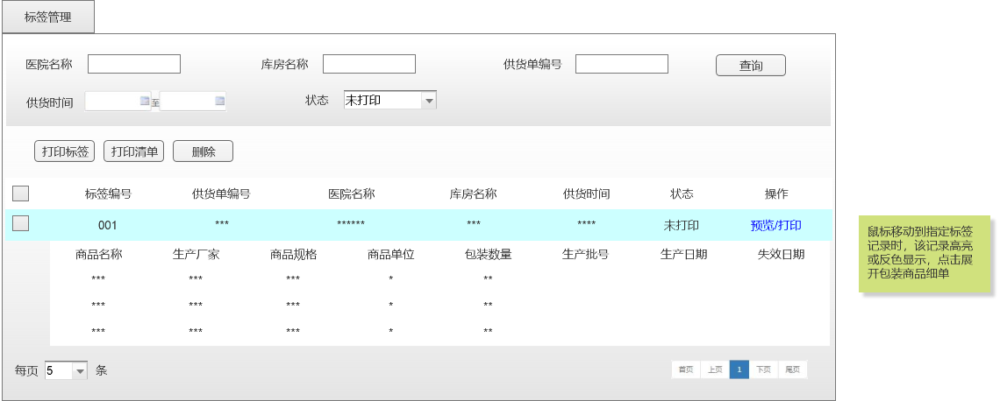 标签管理
医院名称 库房名称 供货单编号 查询
供货时间 至 状态 未打印
打印标签 打印清单 删除
标签编号 供货单编号 医院名称 库房名称 供货时间 状态 操作
001 *** ****** *** **** 未打印 预览/打印
商品名称 生产厂家 商品规格 商品单位 包装数量 生产批号 生产日期 失效日期
*** *** *** * **
*** *** *** * **
*** *** *** * **
每页 5 条 首页 上页 1 下页 尾页
鼠标移动到指定标签
记录时，该记录高亮
或反色显示，点击展
开包装商品细单